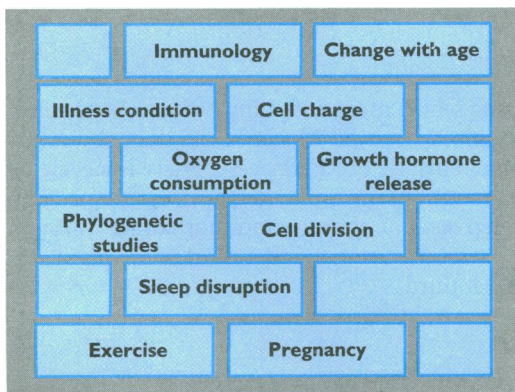 Immunology
Change with age
Illness condition
Cell charge
Oxygen
consumption
Growth hormone
release
Phylogenetic
studies
Cell division
Sleep disruption
Exercise
Pregnancy